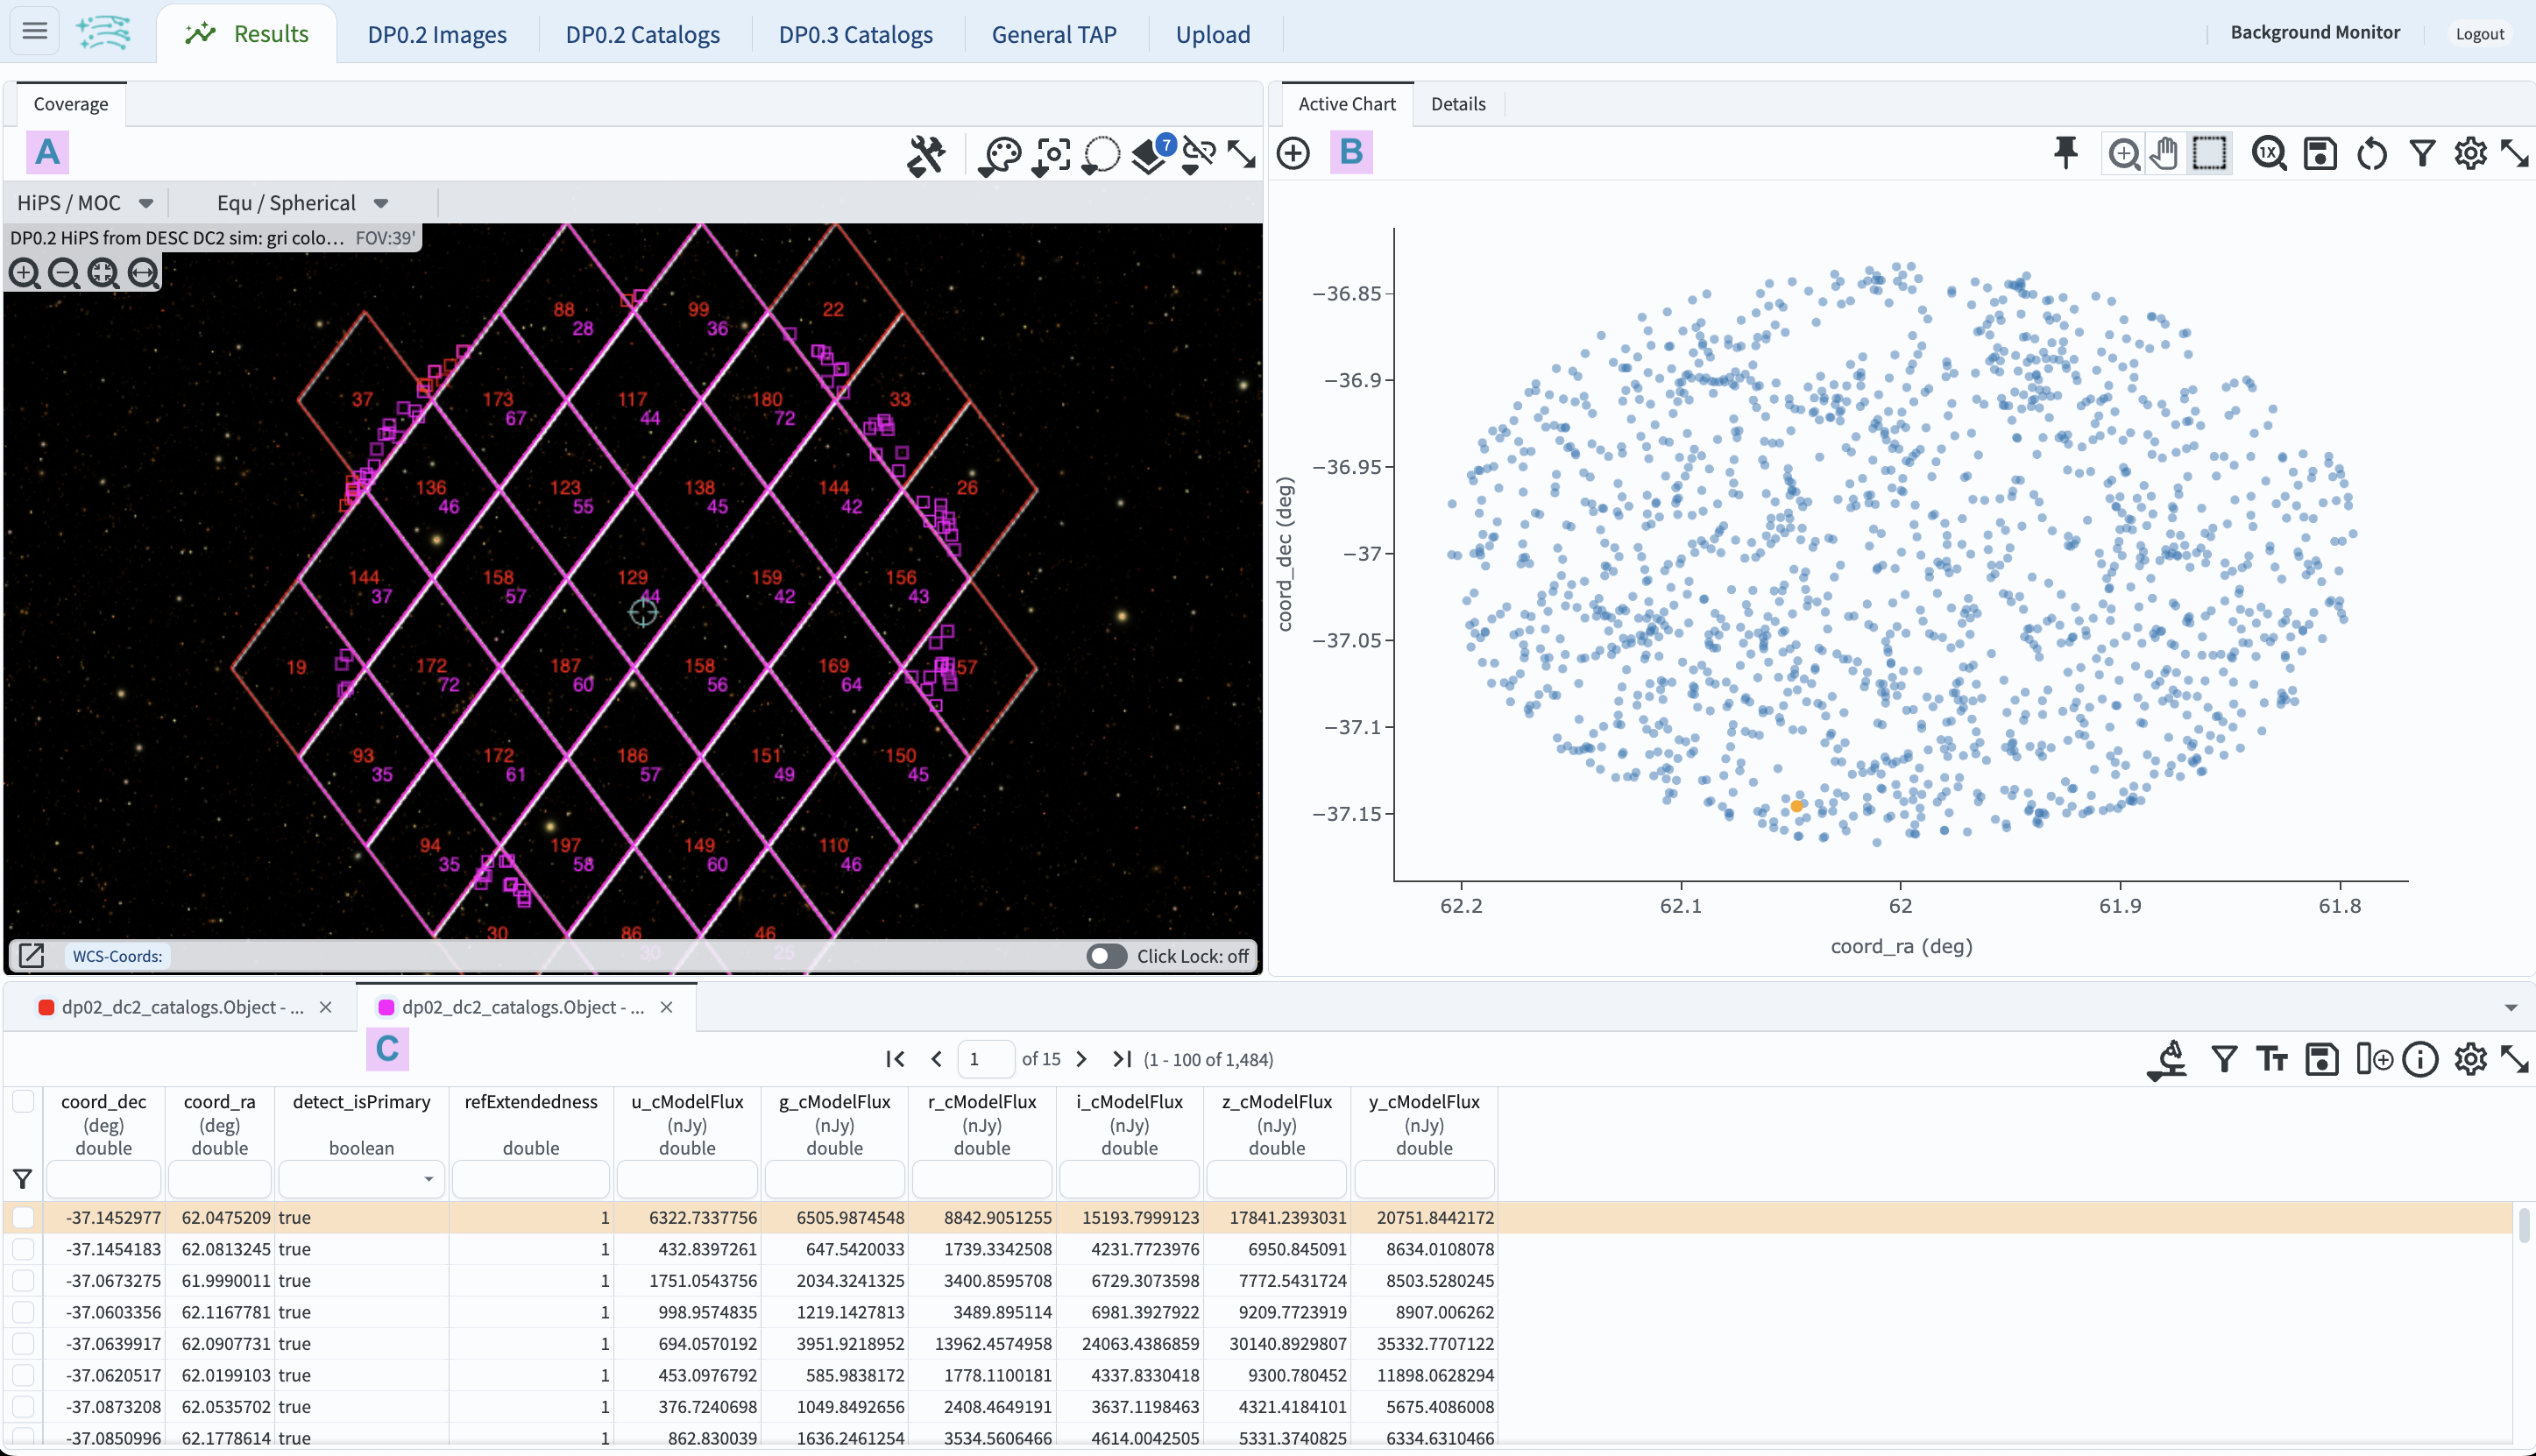 Results DP0.2 Images DP0.2 Catalogs DP0.3 Catalogs General TAP Upload Background Monitor Logout
Coverage
A
7
HiPS / MOC Equ / Spherical
DP0.2 HiPS from DESC DC2 sim: gri colo... FOV:39'
88 99 22
28 36
37 173 117 180 33
67 44 72
136 123 138 144 26
46 55 45 42
144 158 129 159 156
37 57 44 42 43
19 172 187 158 169 57
72 60 56 64
93 172 186 151 150
35 61 57 49 45
94 197 149 110
35 58 60 46
30 86 46
30 25
WCS-Coords: Click Lock: off
Active Chart Details
B
1X
−36.85
−36.9
−36.95
−37
−37.05
−37.1
−37.15
coord_dec (deg)
62.2 62.1 62 61.9 61.8
coord_ra (deg)
dp02_dc2_catalogs.Object - ... dp02_dc2_catalogs.Object - ...
C
1 of 15 (1 - 100 of 1,484)
coord_dec coord_ra detect_isPrimary refExtendedness u_cModelFlux g_cModelFlux r_cModelFlux i_cModelFlux z_cModelFlux y_cModelFlux
(deg) (deg) (nJy) (nJy) (nJy) (nJy) (nJy) (nJy)
double double boolean double double double double double double double
-37.1452977 62.0475209 true 1 6322.7337756 6505.9874548 8842.9051255 15193.7999123 17841.2393031 20751.8442172
-37.1454183 62.0813245 true 1 432.8397261 647.5420033 1739.3342508 4231.7723976 6950.845091 8634.0108078
-37.0673275 61.9990011 true 1 1751.0543756 2034.3241325 3400.8595708 6729.3073598 7772.5431724 8503.5280245
-37.0603356 62.1167781 true 1 998.9574835 1219.1427813 3489.895114 6981.3927922 9209.7723919 8907.006262
-37.0639917 62.0907731 true 1 694.0570192 3951.9218952 13962.4574958 24063.4386859 30140.8929807 35332.7707122
-37.0620517 62.0199103 true 1 453.0976792 585.9838172 1778.1100181 4337.8330418 9300.780452 11898.0628294
-37.0873208 62.0535702 true 1 376.7240698 1049.8492656 2408.4649191 3637.1198463 4321.4184101 5675.4086008
-37.0850996 62.1778614 true 1 862.830039 1636.2461254 3534.5606466 4614.0042505 5331.3740825 6334.6310466